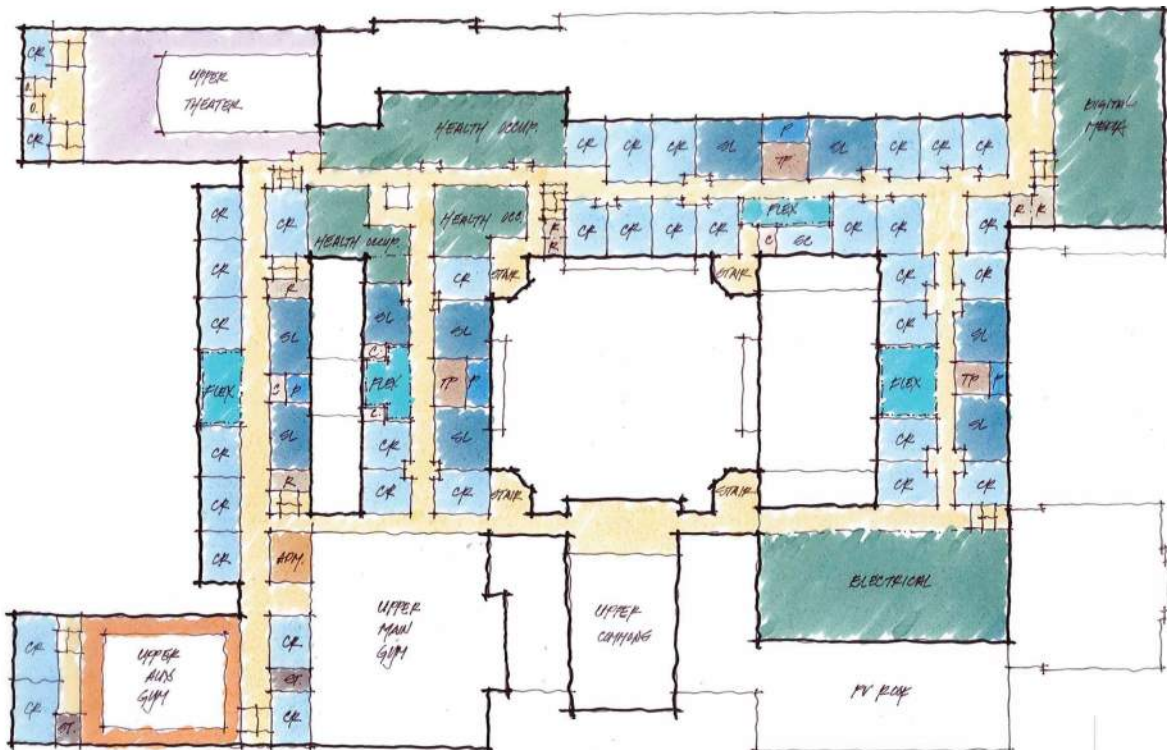 CR
UPPER
THEATER
O.
O.
CR
HEALTH OCCUP.
DIGITAL
MEDIA
CR
CR
CR
SL
P
TP
SL
CR
CR
CR
CR
CR
HEALTH OCCUP.
HEALTH OCC.
R
R
CR
CR
CR
CR
FLEX
C
SL
CR
CR
CR
R
R
CR
R
CR
STAIR
STAIR
CR
CR
CR
SL
SL
SL
CR
SL
FLEX
C
P
C.
FLEX
C.
TP
P
FLEX
TP
P
CR
SL
CR
SL
CR
SL
CR
R
CR
CR
STAIR
STAIR
CR
CR
CR
ADM.
UPPER
MAIN
GYM
UPPER
COMMONS
ELECTRICAL
CR
UPPER
AUX
GYM
CR
ST.
CR
ST.
CR
PV ROOF